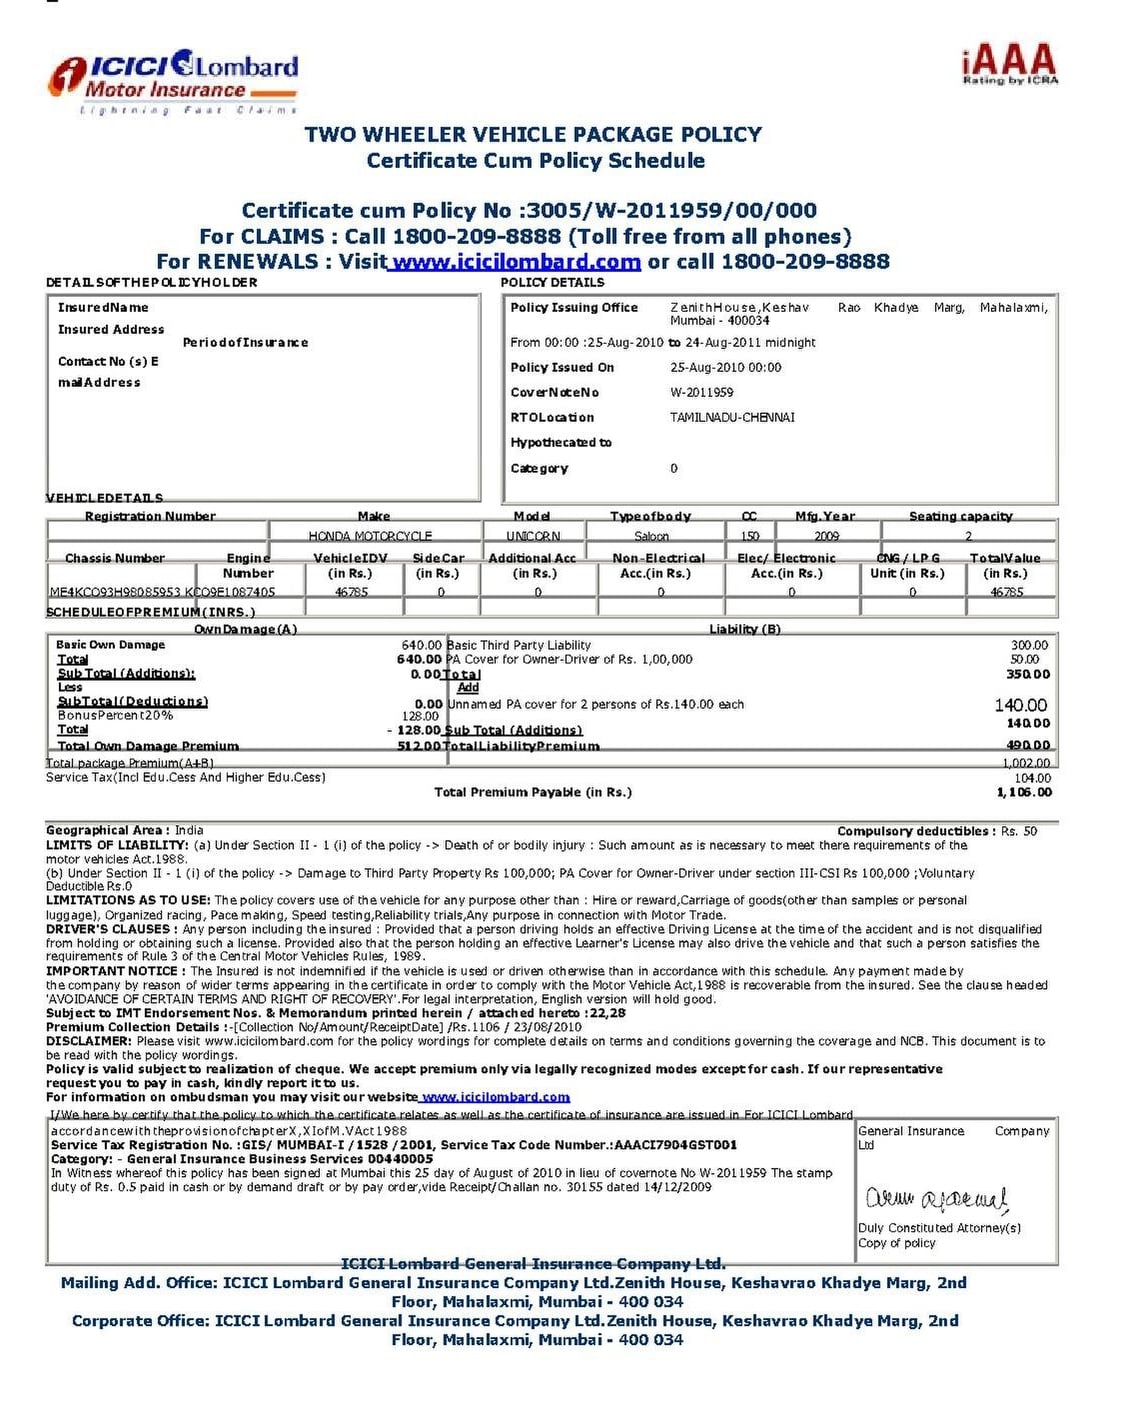 ICICI Lombard
Motor Insurance
Lightning Fast Claims
iAAA
Rating by ICRA
TWO WHEELER VEHICLE PACKAGE POLICY
Certificate Cum Policy Schedule
Certificate cum Policy No :3005/W-2011959/00/000
For CLAIMS : Call 1800-209-8888 (Toll free from all phones)
For RENEWALS : Visit www.icicilombard.com or call 1800-209-8888
DETAILSOFTHEPOLICYHOLDER
InsuredName
Insured Address
PeriodofInsurance
Contact No (s) E
mailAddress
POLICY DETAILS
Policy Issuing Office ZenithHouse,Keshav Rao Khadye Marg, Mahalaxmi,
Mumbai - 400034
From 00:00 :25-Aug-2010 to 24-Aug-2011 midnight
Policy Issued On 25-Aug-2010 00:00
CoverNoteNo W-2011959
RTOLocation TAMILNADU-CHENNAI
Hypothecated to
Category 0
VEHICLEDETAILS
Registration Number Make Model Typeofbody CC Mfg.Year Seating capacity
HONDA MOTORCYCLE UNICORN Saloon 150 2009 2
Chassis Number Engine VehicleIDV SideCar Additional Acc Non-Electrical Elec/ Electronic CNG / LPG TotalValue
Number (in Rs.) (in Rs.) (in Rs.) Acc.(in Rs.) Acc.(in Rs.) Unit (in Rs.) (in Rs.)
ME4KCO93H98085953 KCO9E1087405 46785 0 0 0 0 0 46785
SCHEDULEOFPREMIUM(INRS.)
OwnDamage(A) Liability (B)
Basic Own Damage 640.00 Basic Third Party Liability 300.00
Total 640.00 PA Cover for Owner-Driver of Rs. 1,00,000 50.00
Sub Total (Additions): 0.00 Total 350.00
Less Add
SubTotal(Deductions) 0.00 Unnamed PA cover for 2 persons of Rs.140.00 each 140.00
BonusPercent20% 128.00
Total - 128.00 Sub Total (Additions) 140.00
Total Own Damage Premium 512.00 TotalLiabilityPremium 490.00
Total package Premium(A+B) 1,002.00
Service Tax(Incl Edu.Cess And Higher Edu.Cess) 104.00
Total Premium Payable (in Rs.) 1,106.00
Geographical Area : India Compulsory deductibles : Rs. 50
LIMITS OF LIABILITY: (a) Under Section II - 1 (i) of the policy -> Death of or bodily injury : Such amount as is necessary to meet there requirements of the
motor vehicles Act.1988.
(b) Under Section II - 1 (i) of the policy -> Damage to Third Party Property Rs 100,000; PA Cover for Owner-Driver under section III-CSI Rs 100,000 ;Voluntary
Deductible Rs.0
LIMITATIONS AS TO USE: The policy covers use of the vehicle for any purpose other than : Hire or reward,Carriage of goods(other than samples or personal
luggage), Organized racing, Pace making, Speed testing,Reliability trials,Any purpose in connection with Motor Trade.
DRIVER'S CLAUSES : Any person including the insured : Provided that a person driving holds an effective Driving License at the time of the accident and is not disqualified
from holding or obtaining such a license. Provided also that the person holding an effective Learner's License may also drive the vehicle and that such a person satisfies the
requirements of Rule 3 of the Central Motor Vehicles Rules, 1989.
IMPORTANT NOTICE : The Insured is not indemnified if the vehicle is used or driven otherwise than in accordance with this schedule. Any payment made by
the company by reason of wider terms appearing in the certificate in order to comply with the Motor Vehicle Act,1988 is recoverable from the insured. See the clause headed
'AVOIDANCE OF CERTAIN TERMS AND RIGHT OF RECOVERY'.For legal interpretation, English version will hold good.
Subject to IMT Endorsement Nos. & Memorandum printed herein / attached hereto :22,28
Premium Collection Details :-[Collection No/Amount/ReceiptDate] /Rs.1106 / 23/08/2010
DISCLAIMER: Please visit www.icicilombard.com for the policy wordings for complete details on terms and conditions governing the coverage and NCB. This document is to
be read with the policy wordings.
Policy is valid subject to realization of cheque. We accept premium only via legally recognized modes except for cash. If our representative
request you to pay in cash, kindly report it to us.
For information on ombudsman you may visit our website www.icicilombard.com
I/We here by certify that the policy to which the certificate relates as well as the certificate of insurance are issued in For ICICI Lombard
accordancewiththeprovisionofchapterX,XIofM.VAct1988 General Insurance Company
Service Tax Registration No. :GIS/ MUMBAI-I / 1528 /2001, Service Tax Code Number.:AAACI7904GST001 Ltd
Category: - General Insurance Business Services 00440005
In Witness whereof this policy has been signed at Mumbai this 25 day of August of 2010 in lieu of covernote No W-2011959 The stamp
duty of Rs. 0.5 paid in cash or by demand draft or by pay order,vide Receipt/Challan no. 30155 dated 14/12/2009
Duly Constituted Attorney(s)
Copy of policy
ICICI Lombard General Insurance Company Ltd.
Mailing Add. Office: ICICI Lombard General Insurance Company Ltd.Zenith House, Keshavrao Khadye Marg, 2nd
Floor, Mahalaxmi, Mumbai - 400 034
Corporate Office: ICICI Lombard General Insurance Company Ltd.Zenith House, Keshavrao Khadye Marg, 2nd
Floor, Mahalaxmi, Mumbai - 400 034